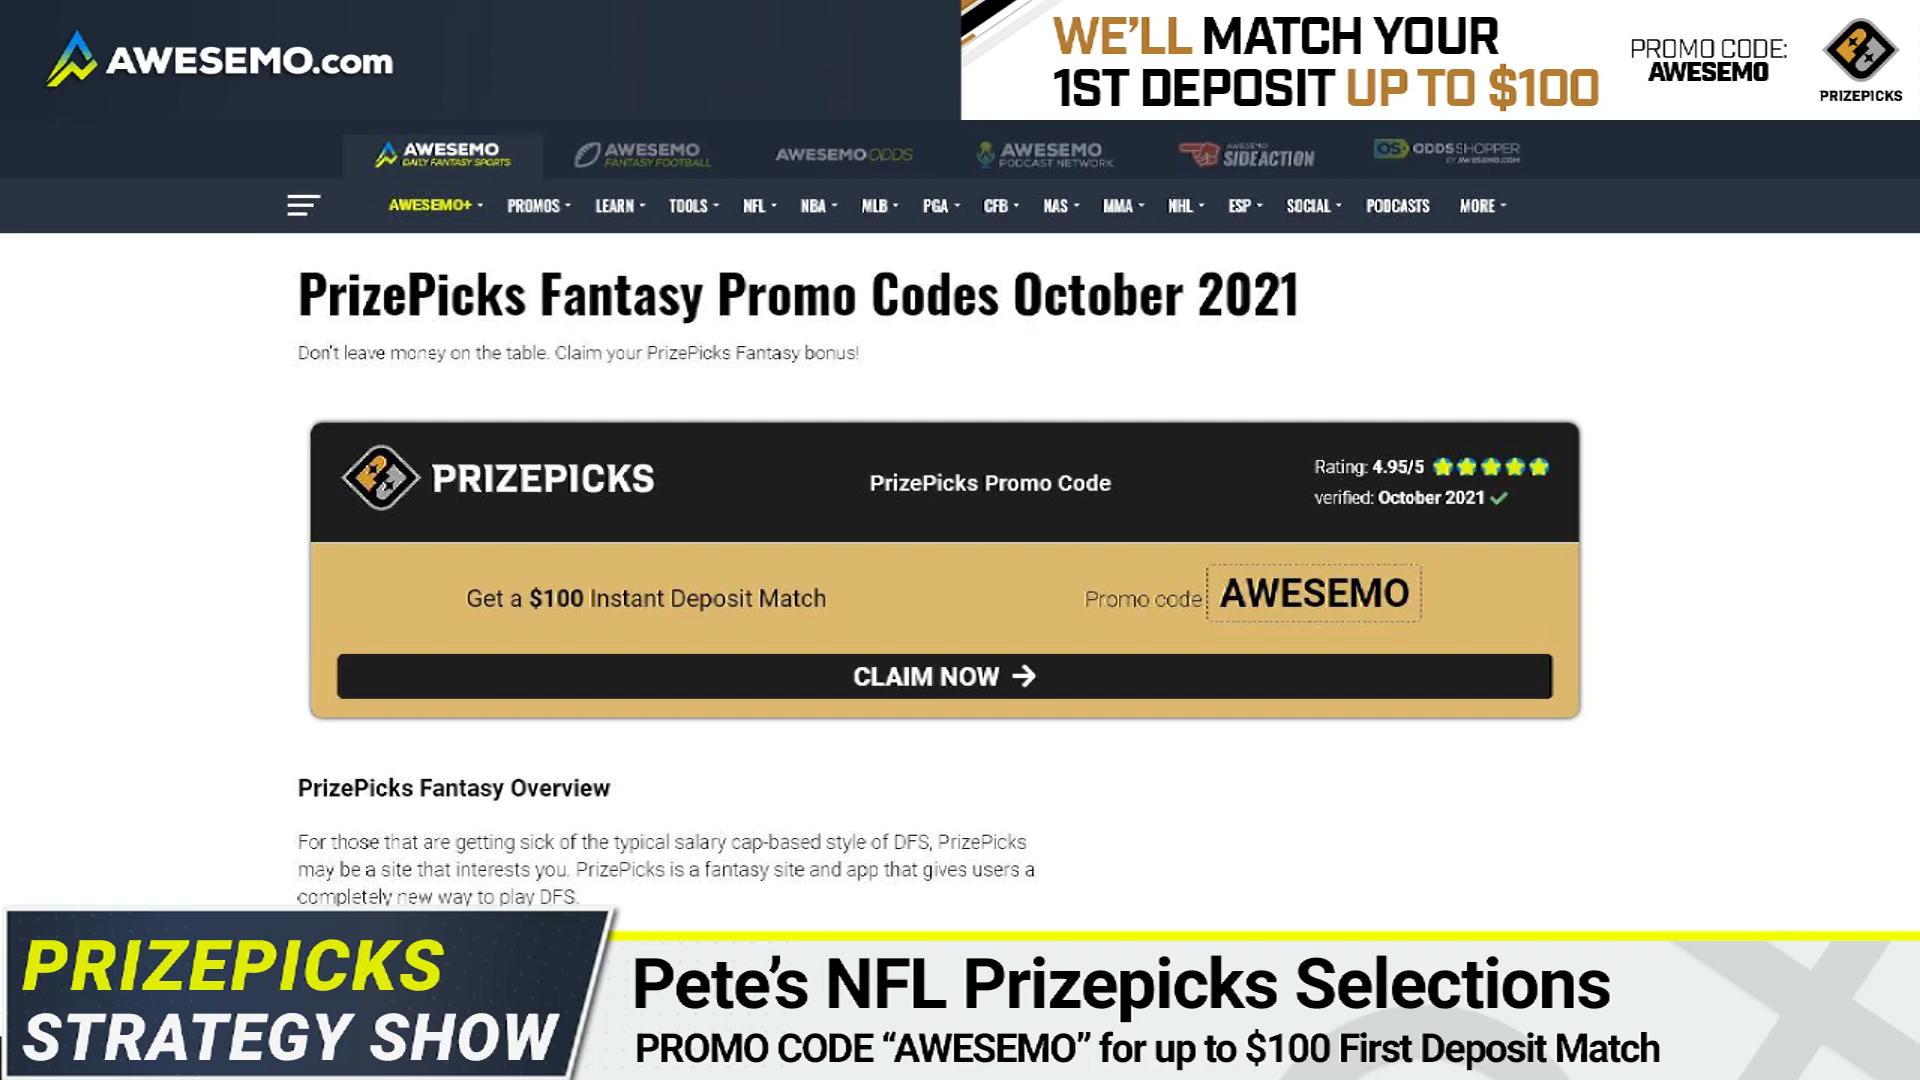 AWESEMO.com
WE'LL MATCH YOUR
1ST DEPOSIT UP TO $100
PROMO CODE:
AWESEMO
PRIZEPICKS
AWESEMO
DAILY FANTASY SPORTS
AWESEMO
FANTASY FOOTBALL
AWESEMO ODDS
AWESEMO
PODCAST NETWORK
AWESEMO
SIDEACTION
OS ODDSSHOPPER
BY AWESEMO.COM
AWESEMO+ PROMOS LEARN TOOLS NFL NBA MLB PGA CFB NAS MMA NHL ESP SOCIAL PODCASTS MORE
PrizePicks Fantasy Promo Codes October 2021
Don't leave money on the table. Claim your PrizePicks Fantasy bonus!
PRIZEPICKS
PrizePicks Promo Code
Rating: 4.95/5
verified: October 2021
Get a $100 Instant Deposit Match
Promo code AWESEMO
CLAIM NOW →
PrizePicks Fantasy Overview
For those that are getting sick of the typical salary cap-based style of DFS, PrizePicks
may be a site that interests you. PrizePicks is a fantasy site and app that gives users a
completely new way to play DFS.
PRIZEPICKS
STRATEGY SHOW
Pete's NFL Prizepicks Selections
PROMO CODE “AWESEMO” for up to $100 First Deposit Match